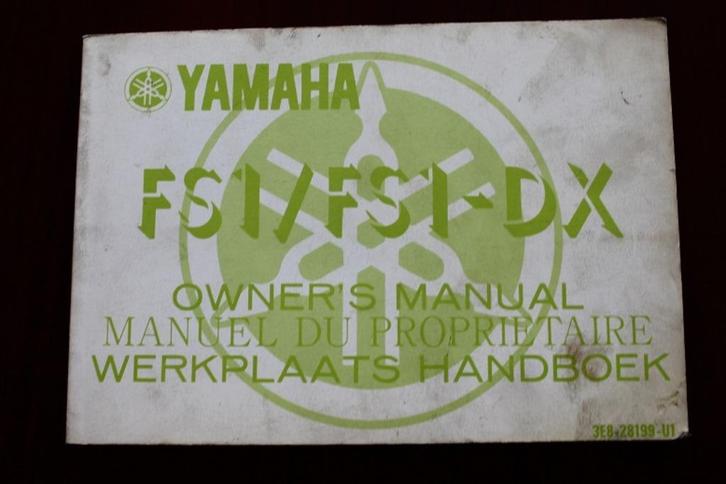 YAMAHA
FS1/FS1-DX
OWNER'S MANUAL
MANUEL DU PROPRIETAIRE
WERKPLAATS HANDBOEK
3E8-28199-U1